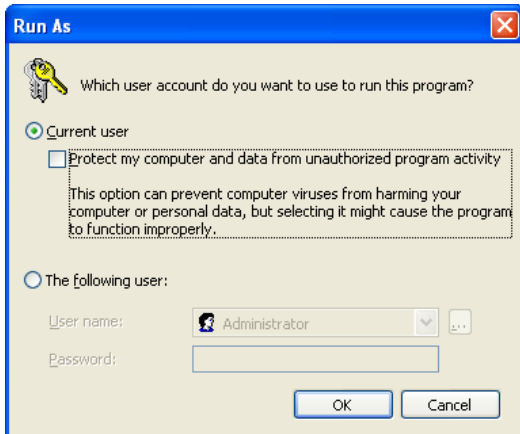 Run As
Which user account do you want to use to run this program?
Current user
Protect my computer and data from unauthorized program activity
This option can prevent computer viruses from harming your
computer or personal data, but selecting it might cause the program
to function improperly.
The following user:
User name:
Administrator
...
Password:
OK
Cancel